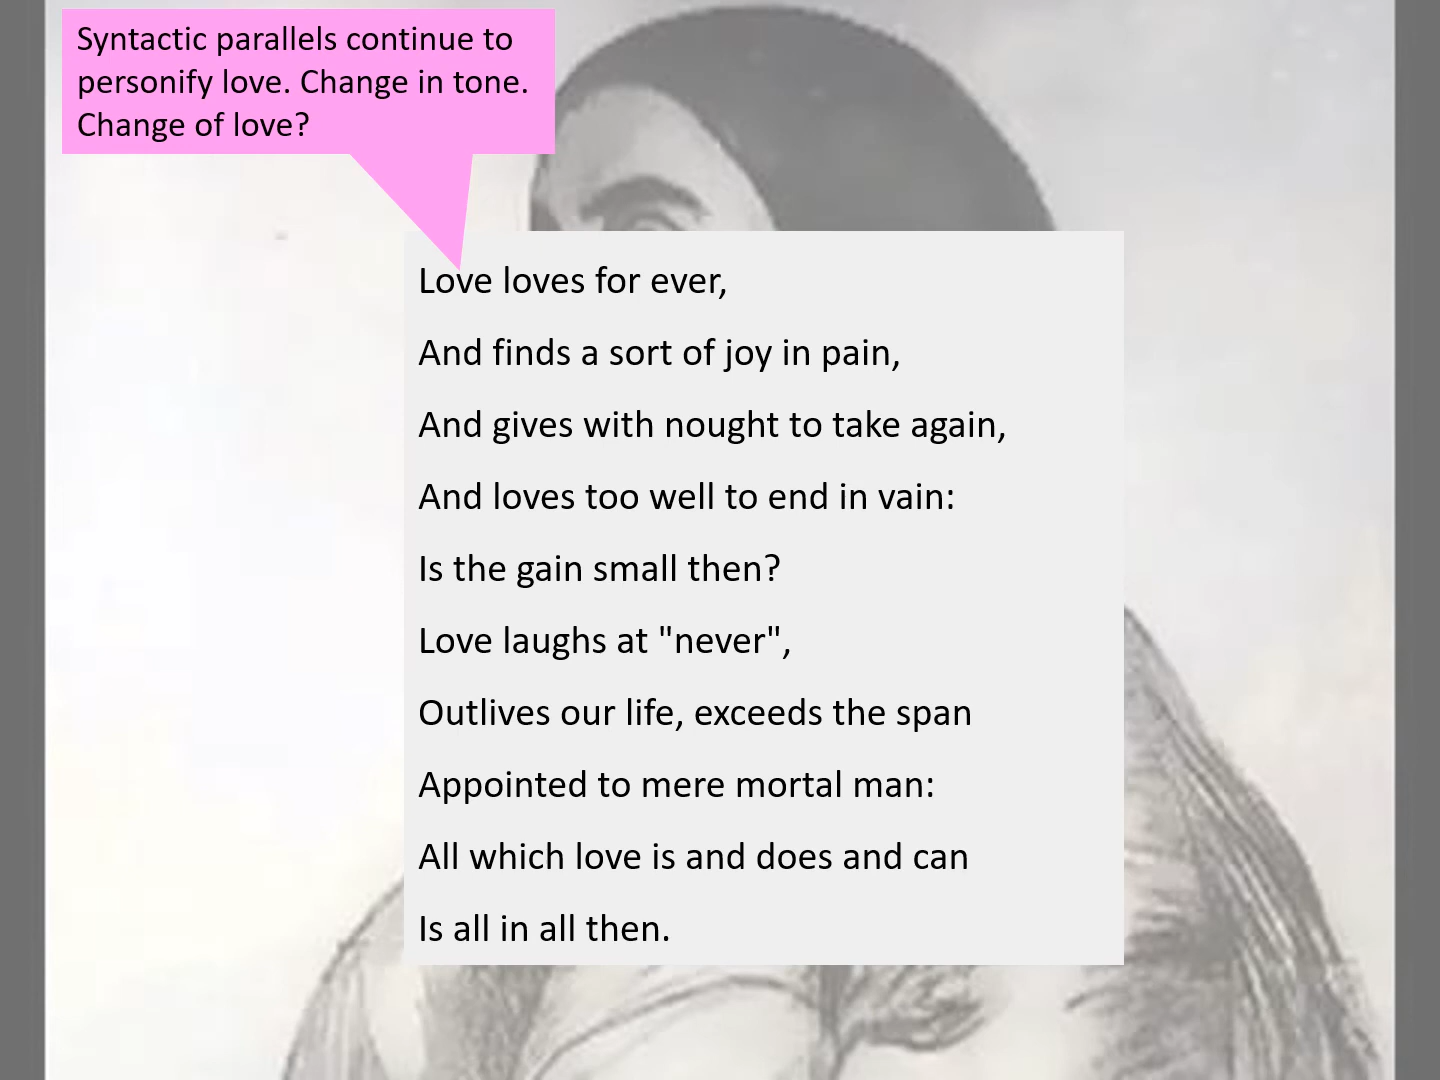 Syntactic parallels continue to
personify love. Change in tone.
Change of love?
Love loves for ever,
And finds a sort of joy in pain,
And gives with nought to take again,
And loves too well to end in vain:
Is the gain small then?
Love laughs at "never",
Outlives our life, exceeds the span
Appointed to mere mortal man:
All which love is and does and can
Is all in all then.